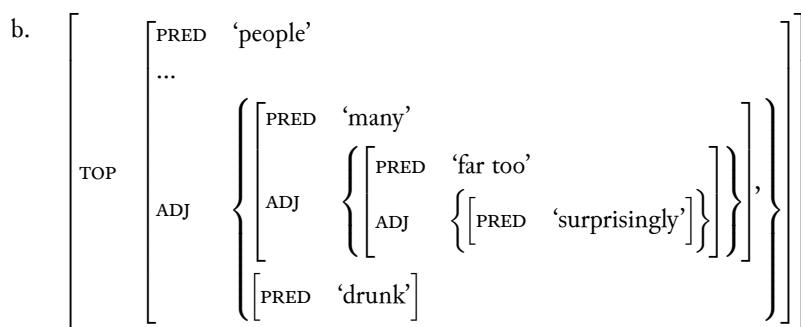 b.
PRED ‘people’
...
PRED ‘many’
PRED ‘far too’
TOP
ADJ
ADJ
ADJ { [ PRED ‘surprisingly’ ] }
,
[ PRED ‘drunk’ ]